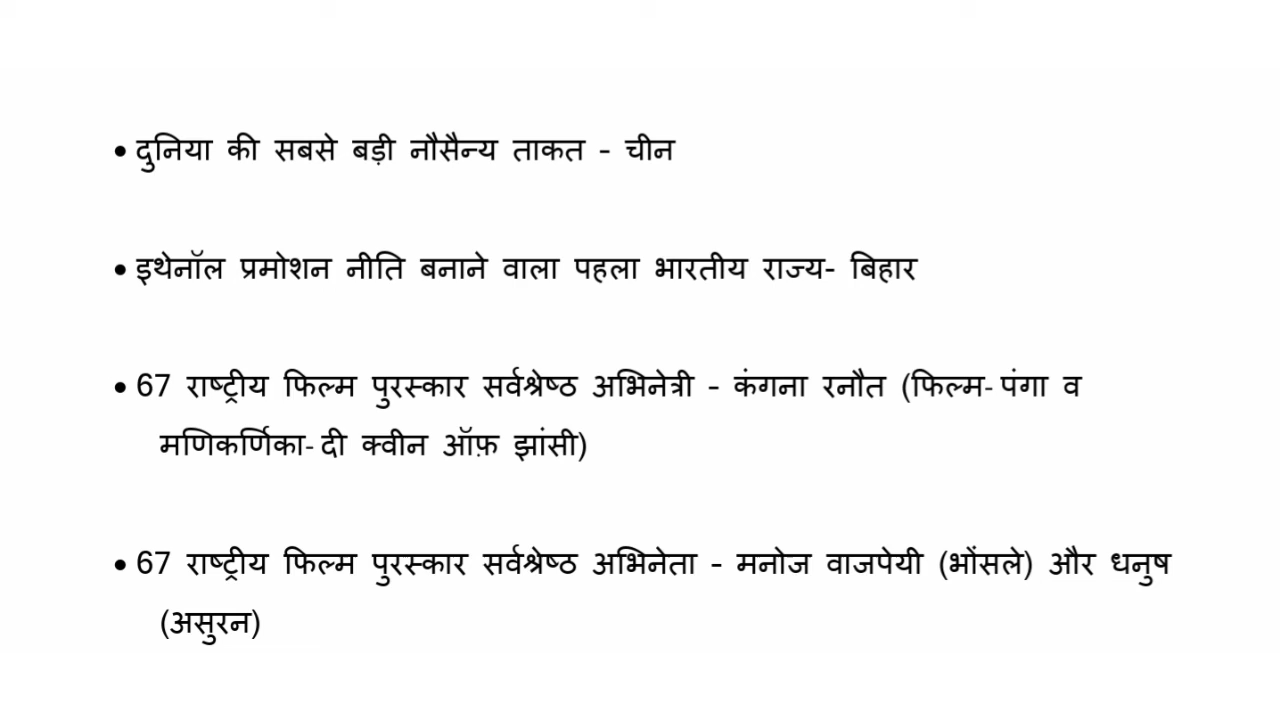 • दुनिया की सबसे बड़ी नौसैन्य ताकत – चीन
• इथेनॉल प्रमोशन नीति बनाने वाला पहला भारतीय राज्य- बिहार
• 67 राष्ट्रीय फिल्म पुरस्कार सर्वश्रेष्ठ अभिनेत्री – कंगना रनौत (फिल्म- पंगा व
मणिकर्णिका- दी क्वीन ऑफ़ झांसी)
• 67 राष्ट्रीय फिल्म पुरस्कार सर्वश्रेष्ठ अभिनेता – मनोज वाजपेयी (भोंसले) और धनुष
(असुरन)